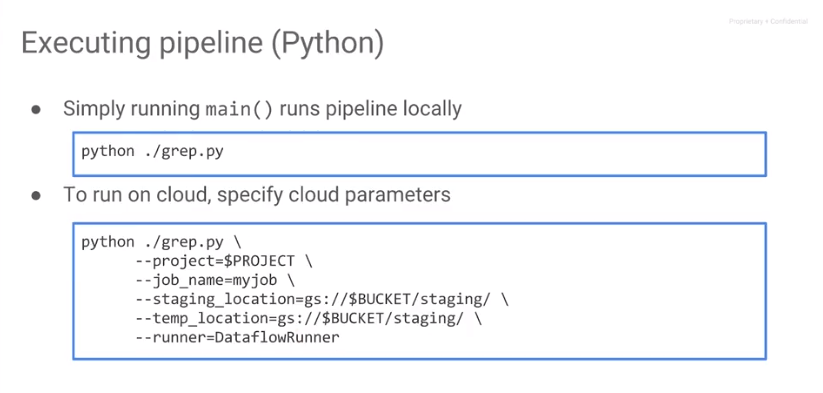 Proprietary + Confidential
Executing pipeline (Python)
● Simply running main() runs pipeline locally
python ./grep.py
● To run on cloud, specify cloud parameters
python ./grep.py \
--project=$PROJECT \
--job_name=myjob \
--staging_location=gs://$BUCKET/staging/ \
--temp_location=gs://$BUCKET/staging/ \
--runner=DataflowRunner